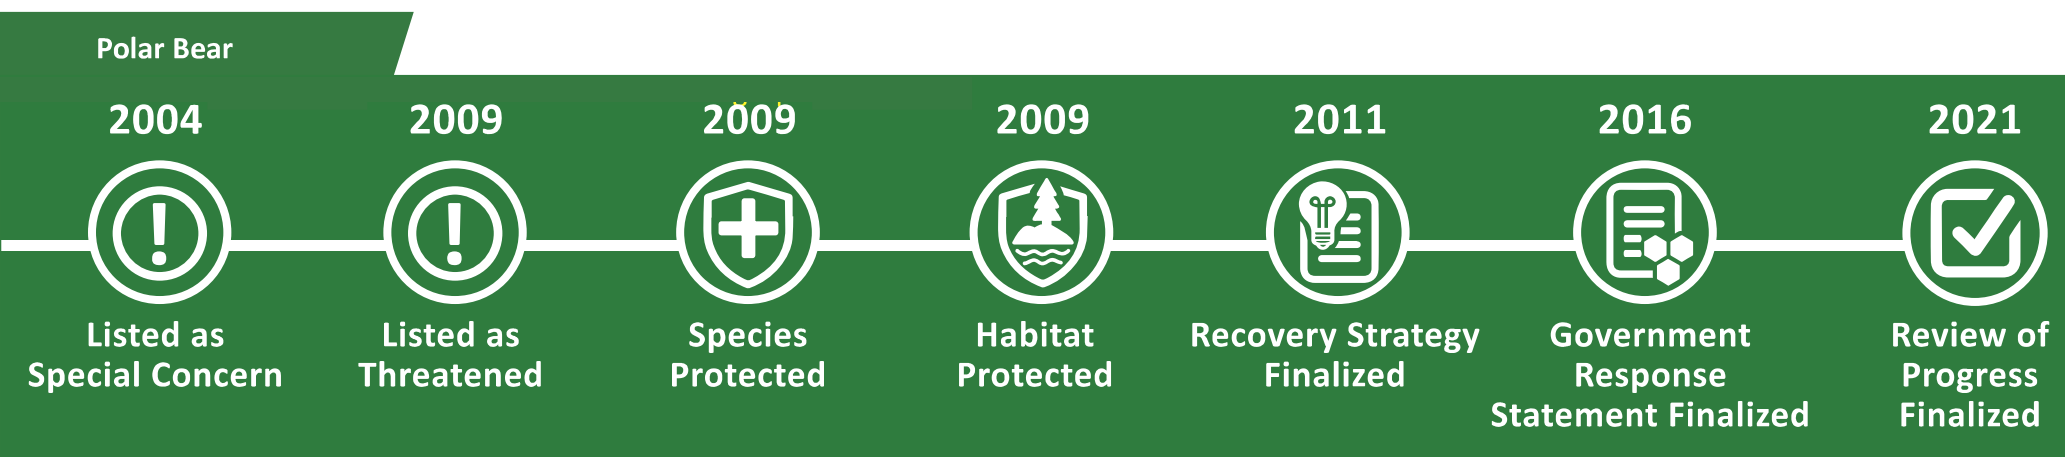 Polar Bear
2004
2009
2009
2009
2011
2016
2021
Listed as
Special Concern
Listed as
Threatened
Species
Protected
Habitat
Protected
Recovery Strategy
Finalized
Government
Response
Statement Finalized
Review of
Progress
Finalized